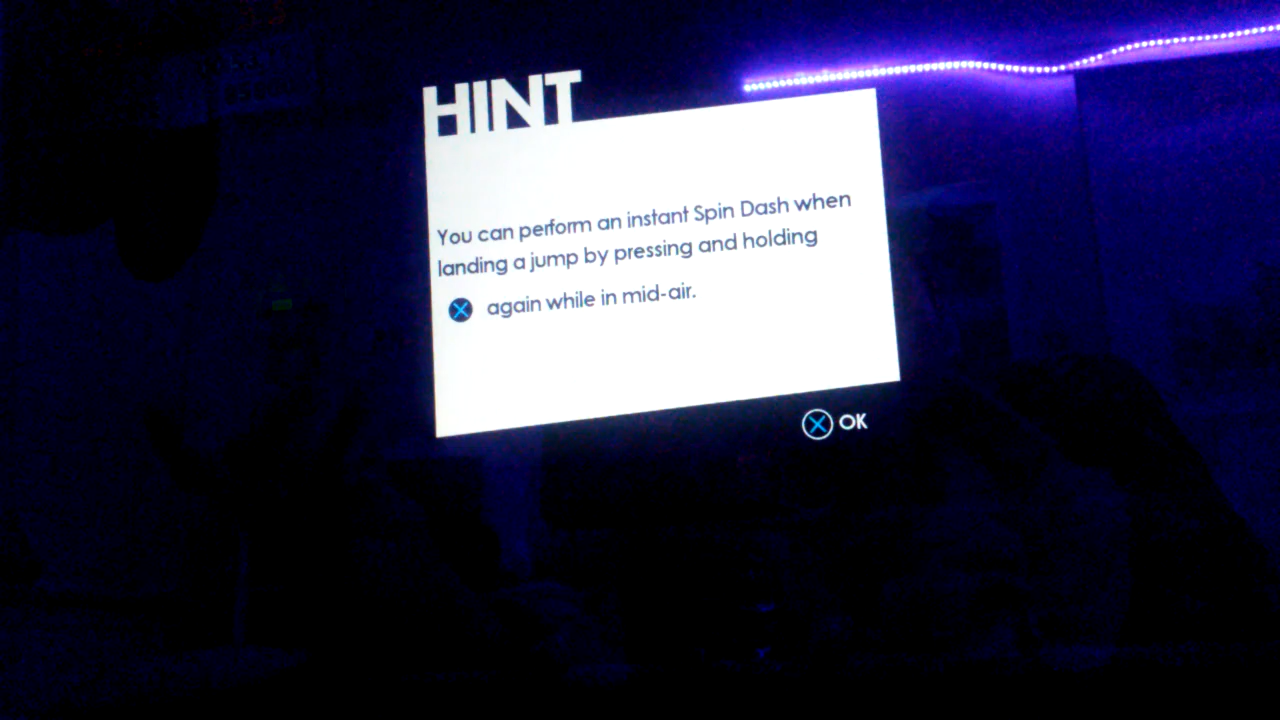 HINT
You can perform an instant Spin Dash when
landing a jump by pressing and holding
again while in mid-air.
OK